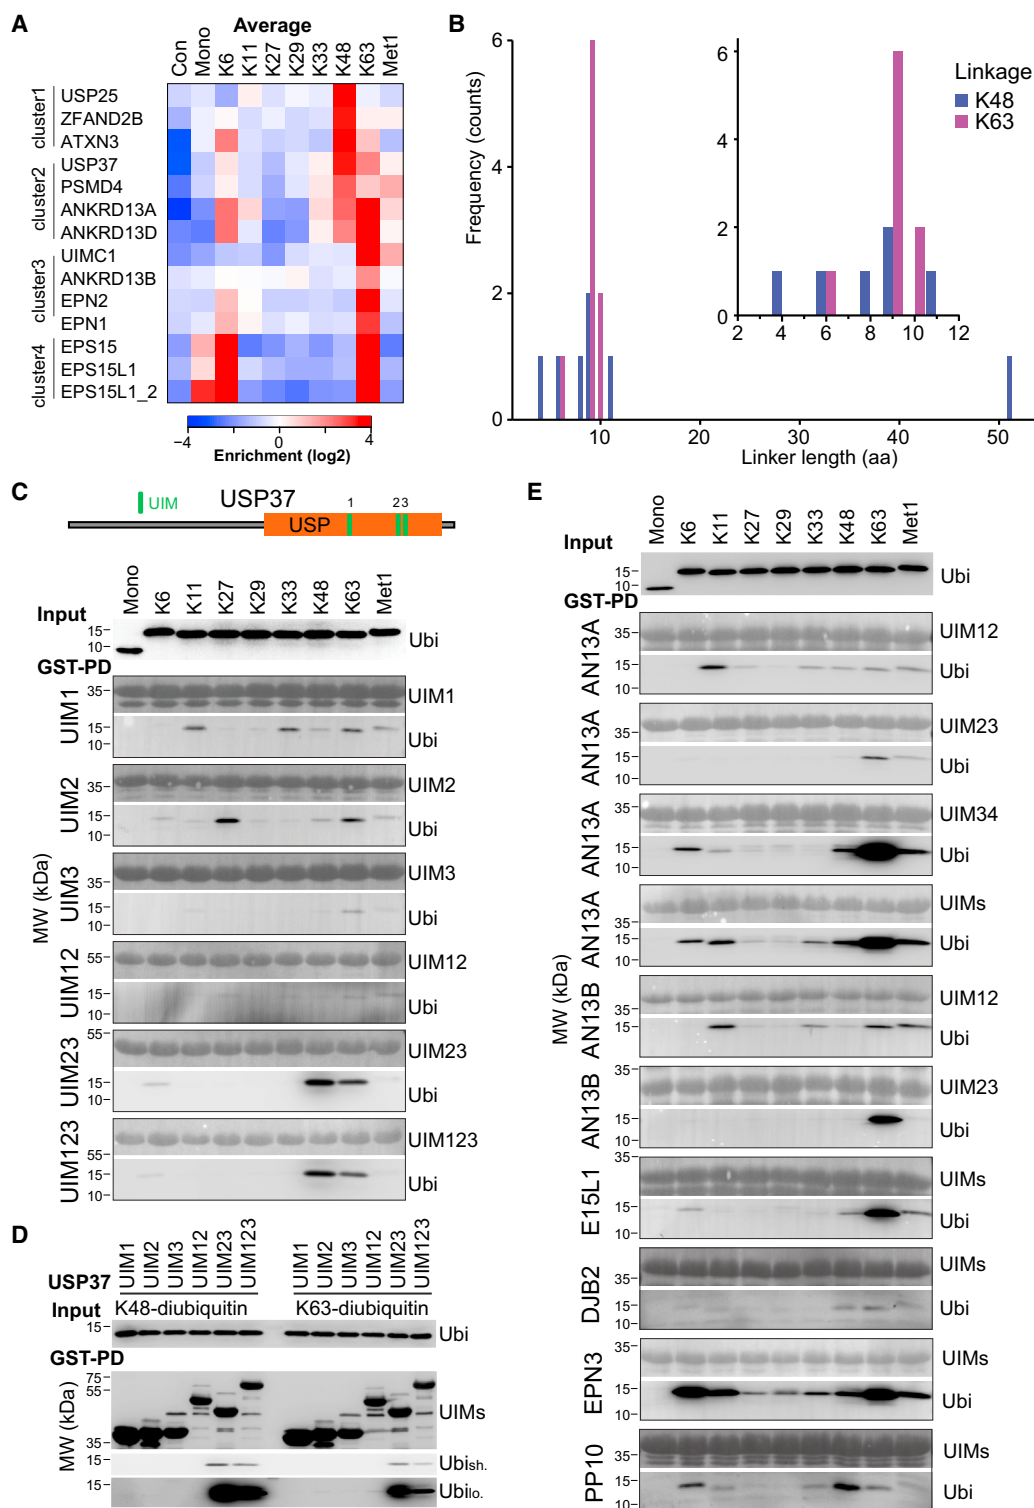 A
Average
Con Mono K6 K11 K27 K29 K33 K48 K63 Met1
cluster1
USP25
ZFAND2B
ATXN3
cluster2
USP37
PSMD4
ANKRD13A
ANKRD13D
cluster3
UIMC1
ANKRD13B
EPN2
EPN1
cluster4
EPS15
EPS15L1
EPS15L1_2
−4 0 4
Enrichment (log2)
B
Frequency (counts)
6
4
2
0
10 20 30 40 50
Linker length (aa)
6
4
2
0
2 4 6 8 10 12
Linkage
K48
K63
C
UIM
USP37
1 23
USP
Mono K6 K11 K27 K29 K33 K48 K63 Met1
Input
15
10
Ubi
GST-PD
MW (kDa)
UIM1
35
UIM1
15
10
Ubi
UIM2
35
UIM2
15
10
Ubi
UIM3
35
UIM3
15
10
Ubi
UIM12
55
UIM12
15
10
Ubi
UIM23
55
UIM23
15
10
Ubi
UIM123
UIM123
55
15
10
Ubi
D
USP37
UIM1 UIM2 UIM3 UIM12 UIM23 UIM123 UIM1 UIM2 UIM3 UIM12 UIM23 UIM123
Input K48-diubiquitin K63-diubiquitin
15
Ubi
GST-PD
MW (kDa)
75
55
35
UIMs
15
Ubish.
15
Ubilo.
E
Mono K6 K11 K27 K29 K33 K48 K63 Met1
Input
15
10
Ubi
GST-PD
MW (kDa)
AN13A
35
UIM12
15
10
Ubi
AN13A
35
UIM23
15
10
Ubi
AN13A
35
UIM34
15
10
Ubi
AN13A
UIMs
35
15
10
Ubi
AN13B
UIM12
35
15
Ubi
AN13B
35
UIM23
15
10
Ubi
E15L1
35
UIMs
15
10
Ubi
DJB2
UIMs
35
15
10
Ubi
EPN3
35
UIMs
15
10
Ubi
PP10
UIMs
35
15
10
Ubi